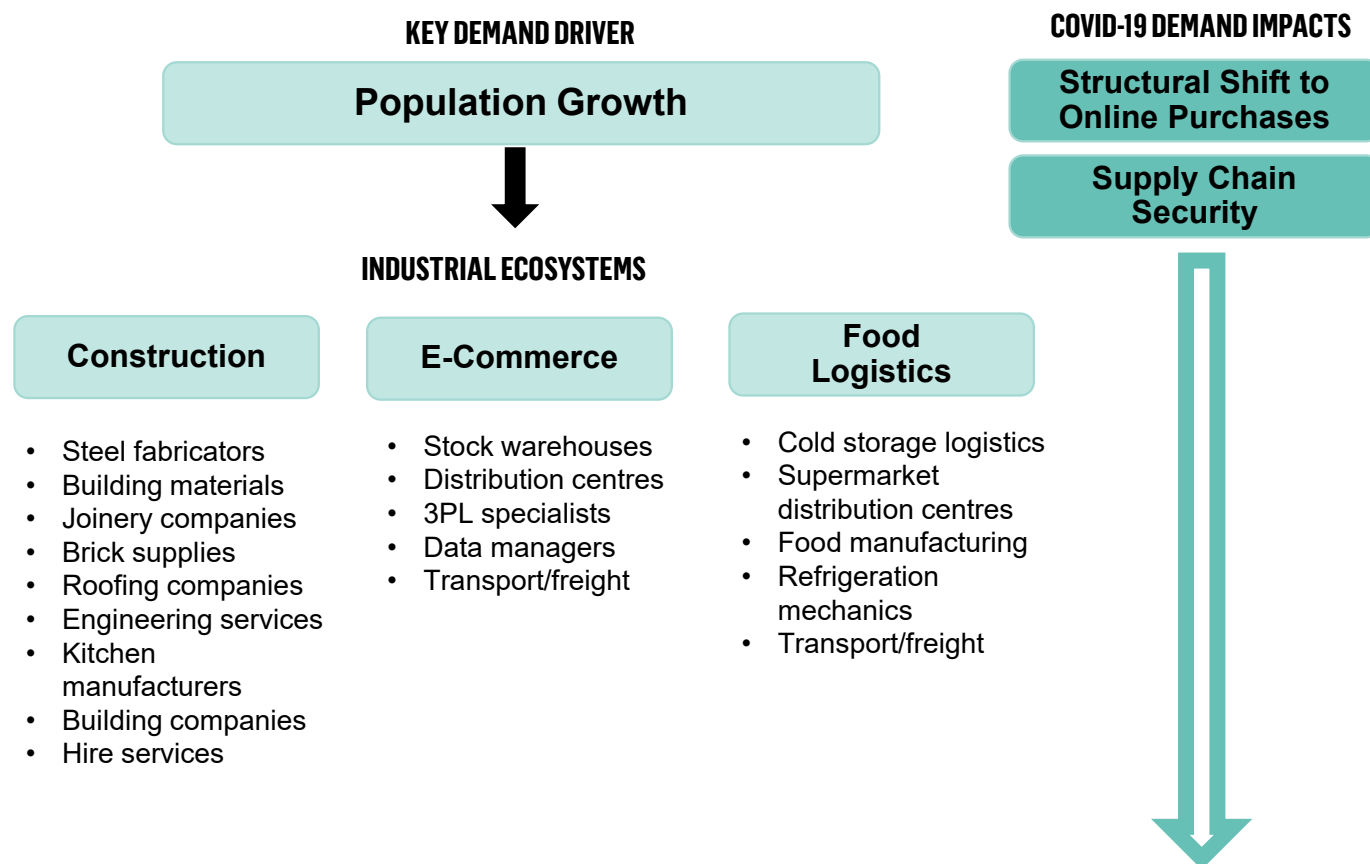 KEY DEMAND DRIVER
Population Growth
COVID-19 DEMAND IMPACTS
Structural Shift to
Online Purchases
Supply Chain
Security
INDUSTRIAL ECOSYSTEMS
Construction
• Steel fabricators
• Building materials
• Joinery companies
• Brick supplies
• Roofing companies
• Engineering services
• Kitchen
manufacturers
• Building companies
• Hire services
E-Commerce
• Stock warehouses
• Distribution centres
• 3PL specialists
• Data managers
• Transport/freight
Food
Logistics
• Cold storage logistics
• Supermarket
distribution centres
• Food manufacturing
• Refrigeration
mechanics
• Transport/freight